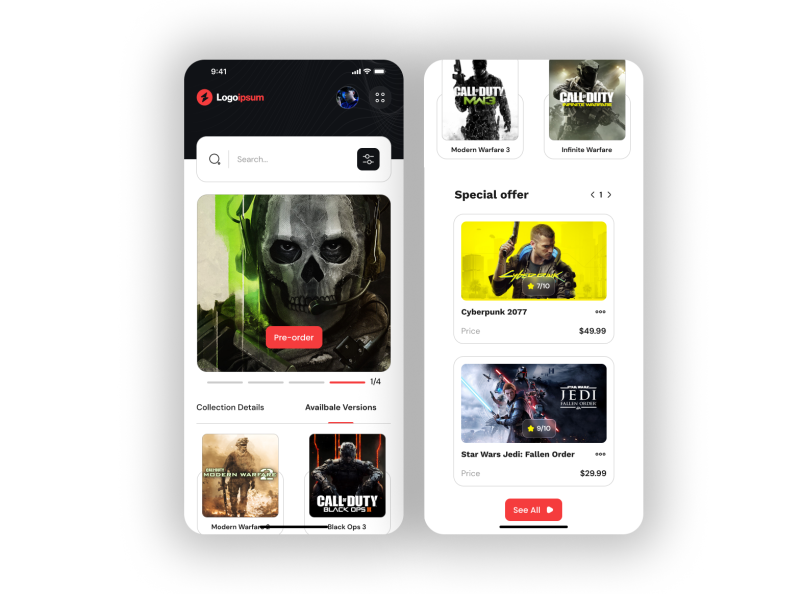 9:41
Logoipsum
Search...
Pre-order
1/4
Collection Details
Availbale Versions
CALL OF DUTY
MODERN WARFARE 2
CALL OF DUTY
BLACK OPS III
Modern Warfare 2
Black Ops 3
CALL OF DUTY
MW3
CALL OF DUTY
INFINITE WARFARE
Modern Warfare 3
Infinite Warfare
Special offer
1
Cyberpunk
7/10
Cyberpunk 2077
Price
$49.99
STAR WARS
JEDI
FALLEN ORDER
9/10
Star Wars Jedi: Fallen Order
Price
$29.99
See All